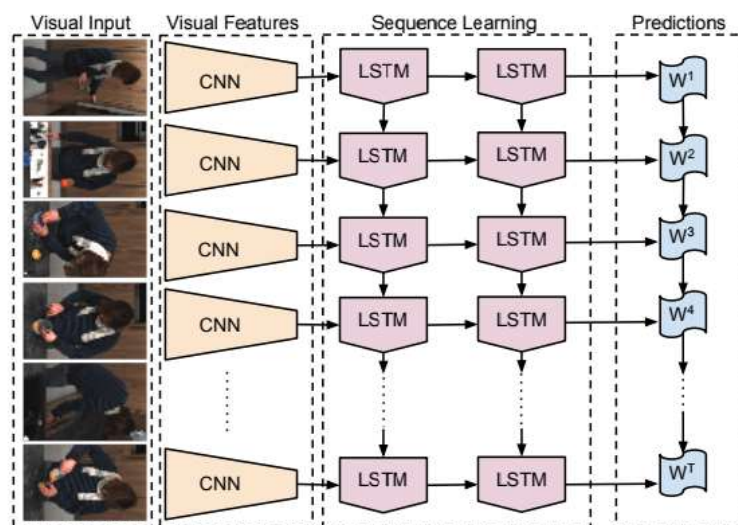 Visual Input Visual Features Sequence Learning Predictions
CNN LSTM LSTM W¹
CNN LSTM LSTM W²
CNN LSTM LSTM W³
CNN LSTM LSTM W⁴
CNN LSTM LSTM Wᵀ